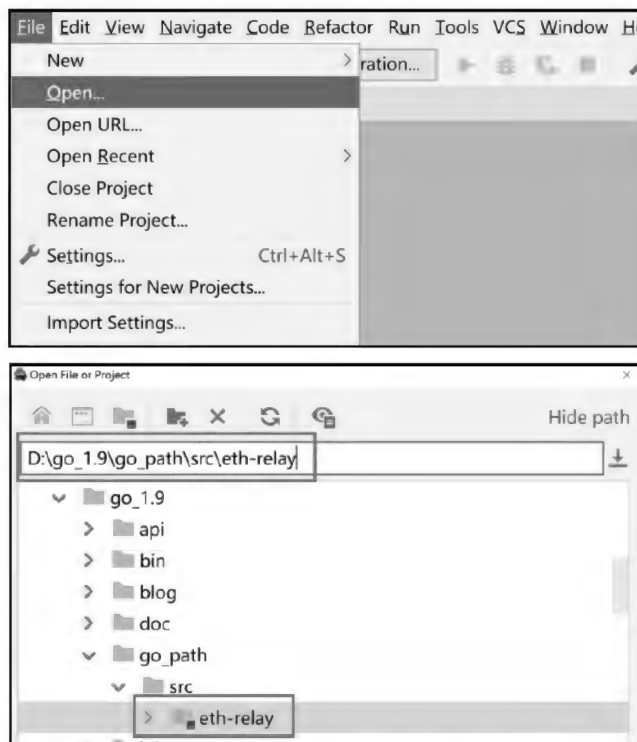 File Edit View Navigate Code Refactor Run Tools VCS Window
New
ration...
Open...
Open URL...
Open Recent
Close Project
Rename Project...
Settings... Ctrl+Alt+S
Settings for New Projects...
Import Settings...
Open File or Project
Hide path
D:\go_1.9\go_path\src\eth-relay
go_1.9
api
bin
blog
doc
go_path
src
eth-relay